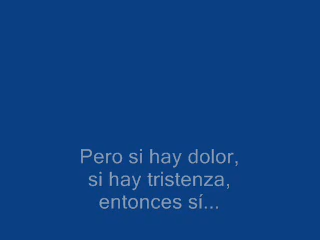 Pero si hay dolor,
si hay tristenza,
entonces sí...